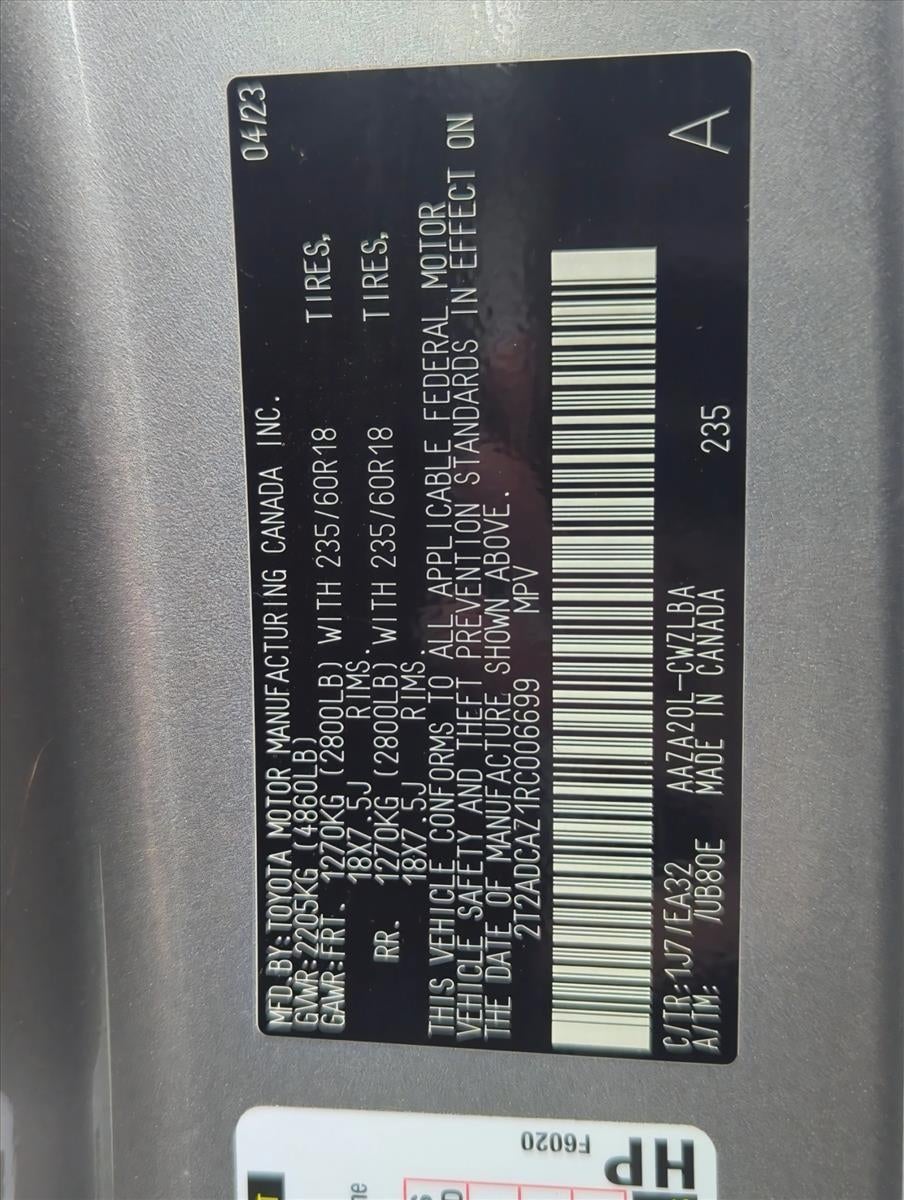 MFD.BY:TOYOTA MOTOR MANUFACTURING CANADA INC. 04/23
GVWR:2205KG (4860LB)
GAWR:FRT. 1270KG (2800LB) WITH 235/60R18 TIRES,
18X7.5J RIMS.
RR. 1270KG (2800LB) WITH 235/60R18 TIRES,
18X7.5J RIMS.
THIS VEHICLE CONFORMS TO ALL APPLICABLE FEDERAL MOTOR
VEHICLE SAFETY AND THEFT PREVENTION STANDARDS IN EFFECT ON
THE DATE OF MANUFACTURE SHOWN ABOVE.
2T2ADCAZ1RC006699 MPV
C/TR:1J7/EA32 AAZA20L-CWZLBA
A/TM: /UB80E MADE IN CANADA 235 A
F6020
HP